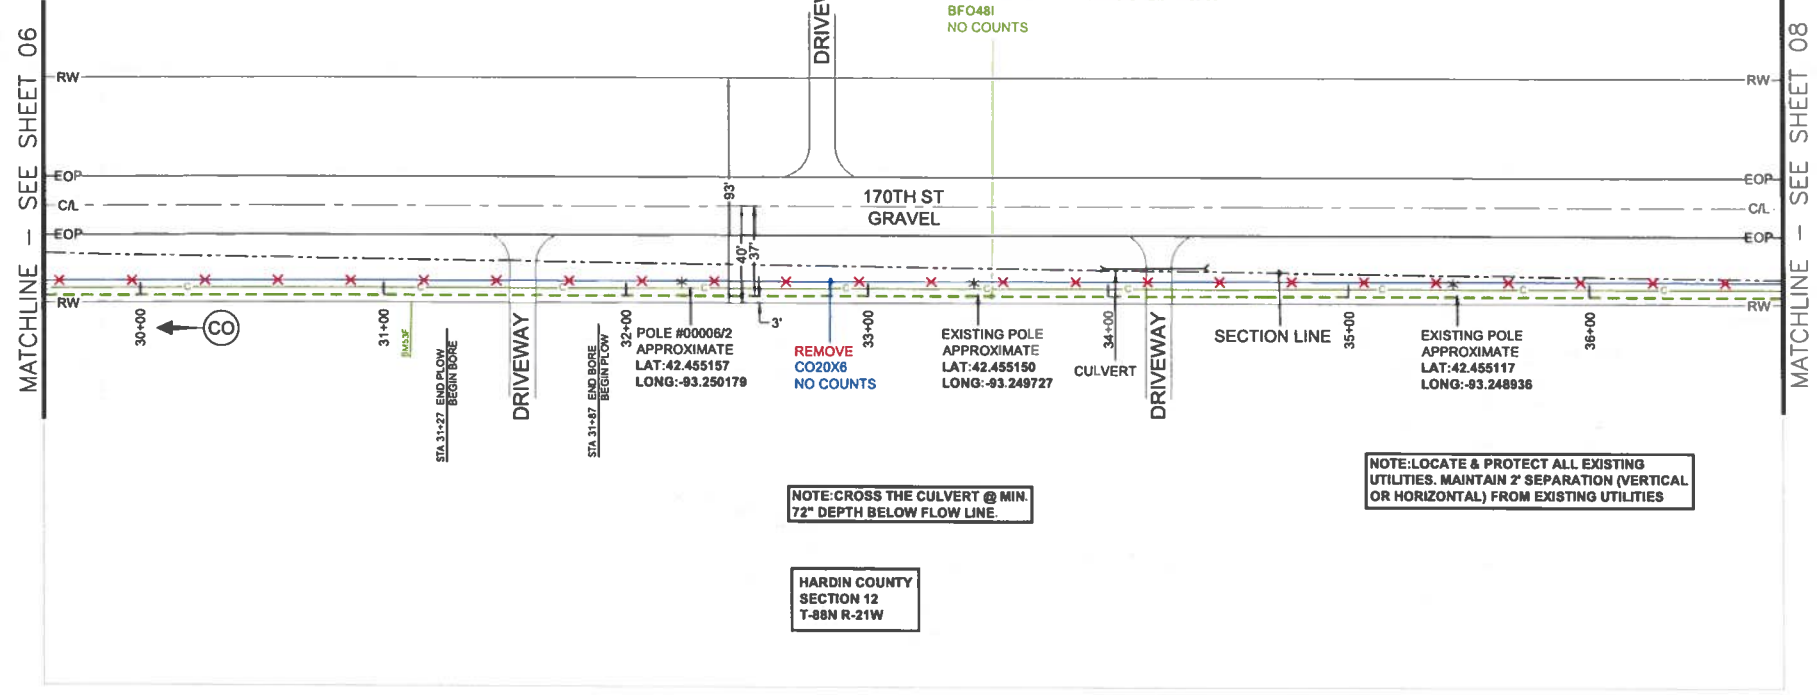 MATCHLINE - SEE SHEET 06
MATCHLINE - SEE SHEET 08
BFO48I
NO COUNTS
RW
RW
EOP
EOP
C/L
C/L
EOP
EOP
RW
RW
93'
40'
37'
3'
170TH ST
GRAVEL
C
C
C
C
C
C
C
C
C
30+00
CO
31+00
STA 31+27 END PLOW
BEGIN BORE
DRIVEWAY
STA 31+87 END BORE
BEGIN PLOW
32+00
POLE #00006/2
APPROXIMATE
LAT:42.455157
LONG:-93.250179
REMOVE
CO20X6
NO COUNTS
33+00
EXISTING POLE
APPROXIMATE
LAT:42.455150
LONG:-93.249727
34+00
CULVERT
DRIVEWAY
SECTION LINE
35+00
EXISTING POLE
APPROXIMATE
LAT:42.455117
LONG:-93.248936
36+00
NOTE:LOCATE & PROTECT ALL EXISTING
UTILITIES. MAINTAIN 2' SEPARATION (VERTICAL
OR HORIZONTAL) FROM EXISTING UTILITIES
NOTE:CROSS THE CULVERT @ MIN.
72" DEPTH BELOW FLOW LINE.
HARDIN COUNTY
SECTION 12
T-88N R-21W